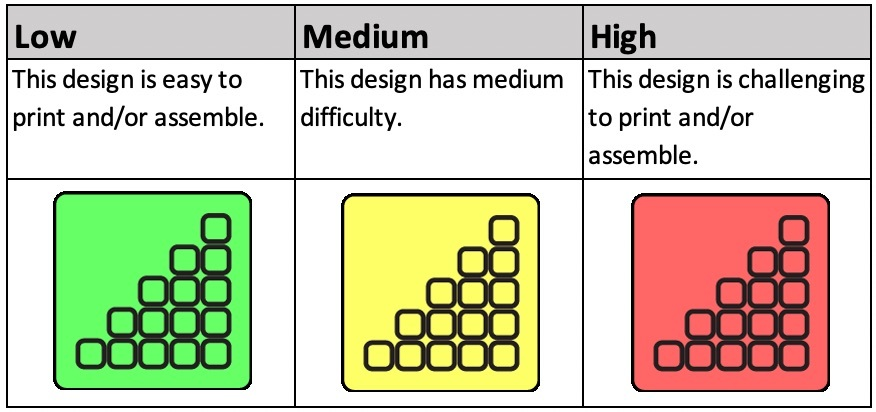 Low
Medium
High
This design is easy to
print and/or assemble.
This design has medium
difficulty.
This design is challenging
to print and/or
assemble.